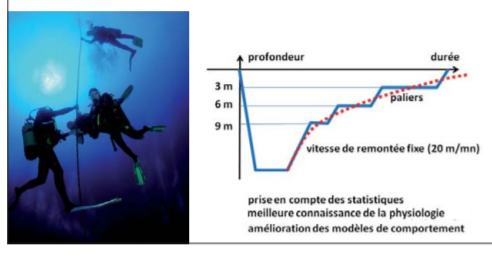 profondeur
durée
3 m
6 m
9 m
paliers
vitesse de remontée fixe (20 m/mn)
prise en compte des statistiques
meilleure connaissance de la physiologie
amélioration des modèles de comportement